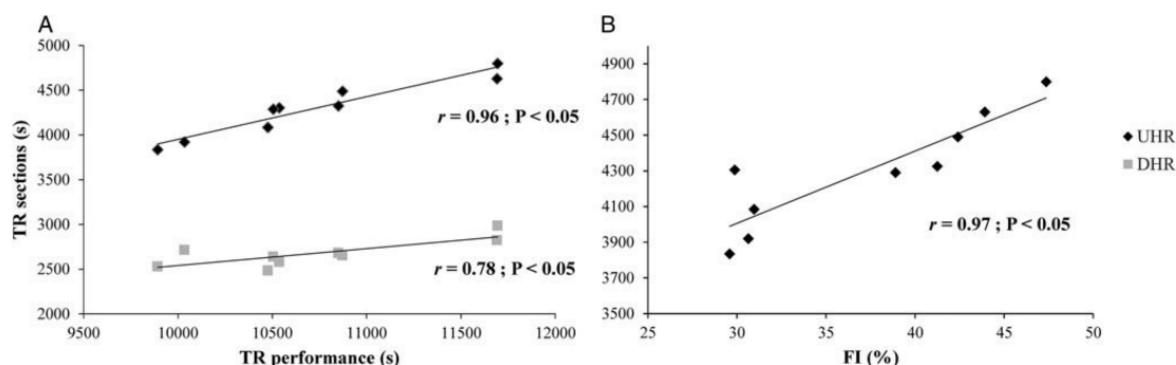 A
TR sections (s)
5000
4500
4000
3500
3000
2500
2000
r = 0.96 ; P < 0.05
r = 0.78 ; P < 0.05
9500 10000 10500 11000 11500 12000
TR performance (s)
B
4900
4700
4500
4300
4100
3900
3700
3500
r = 0.97 ; P < 0.05
25 30 35 40 45 50
FI (%)
UHR
DHR